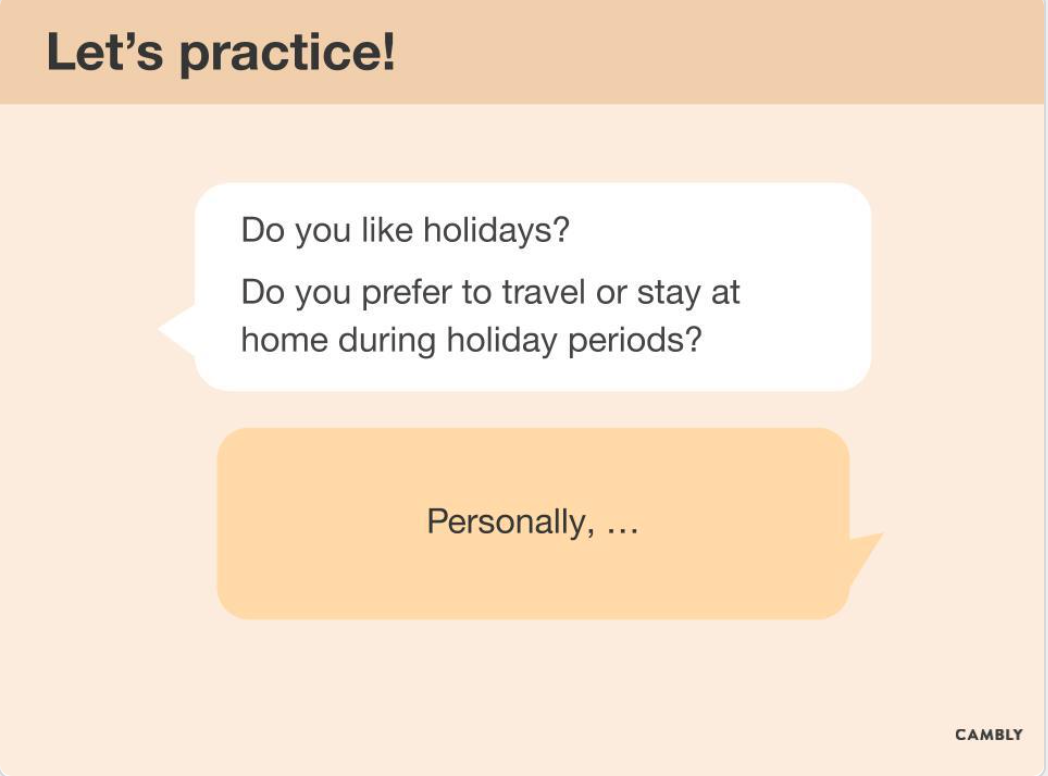 Let’s practice!
Do you like holidays?
Do you prefer to travel or stay at
home during holiday periods?
Personally, …
CAMBLY